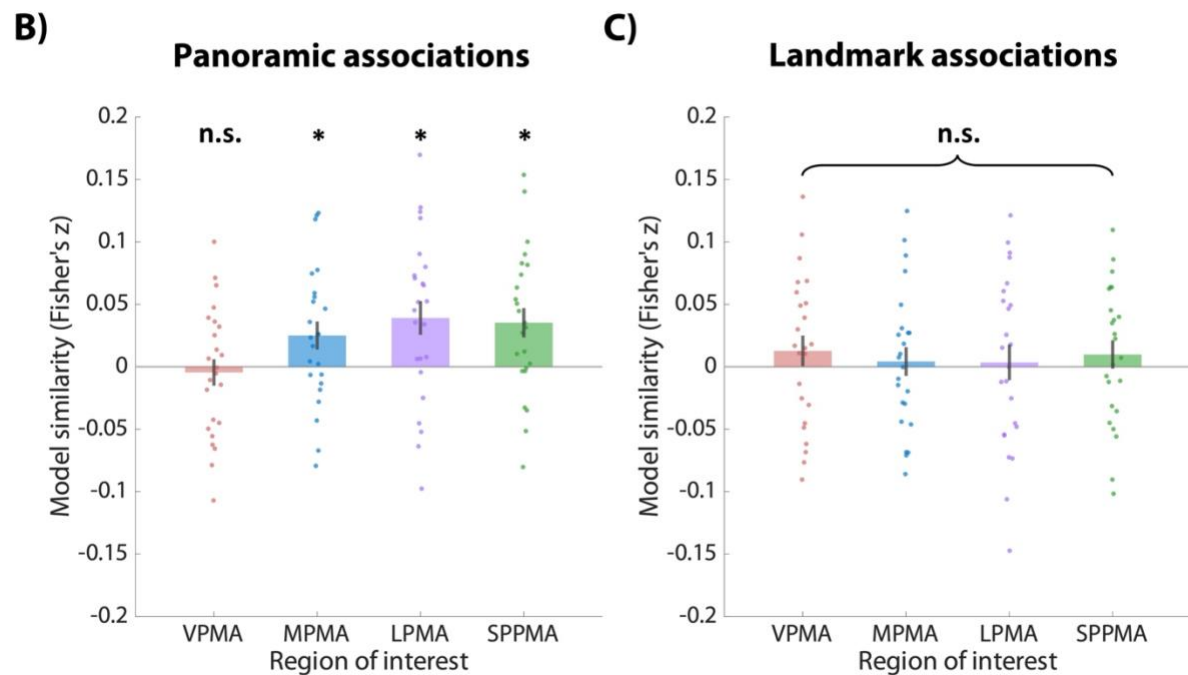 B)
Panoramic associations
0.2
0.15
0.1
0.05
0
-0.05
-0.1
-0.15
-0.2
Model similarity (Fisher's z)
n.s.
*
*
*
VPMA
MPMA
LPMA
SPPMA
Region of interest
C)
Landmark associations
0.2
0.15
0.1
0.05
0
-0.05
-0.1
-0.15
-0.2
Model similarity (Fisher's z)
n.s.
VPMA
MPMA
LPMA
SPPMA
Region of interest